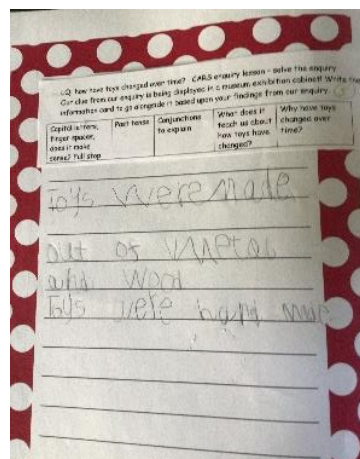 LQ how have toys changed over time? CARS enquiry lesson - solve the enquiry
Our clue from our enquiry is being displayed in a museum exhibition cabinet! Write the
information card to go alongside it based upon your findings from our enquiry.
Capital letters, finger spaces, does it make sense? Full stop
Past tense
Conjunctions to explain
What does it teach us about how toys have changed?
Why have toys changed over time?
Toys were made
out of metal
and wood
Toys were hand made